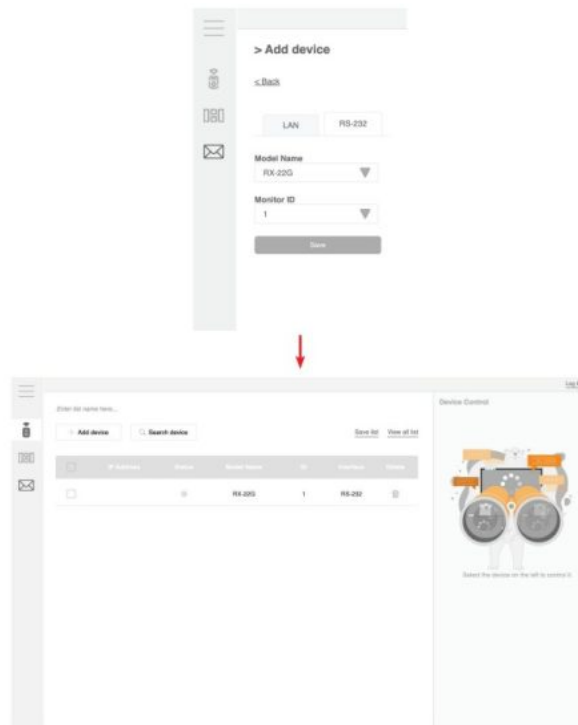 > Add device
< Back
LAN RS-232
Model Name
RX-22G
Monitor ID
1
Save
Enter list name here...
Device Control
+ Add device Search device Save list View all list
IP Address Status Model Name ID Interface Delete
RX-22G 1 RS-232
Select the device on the left to control it.